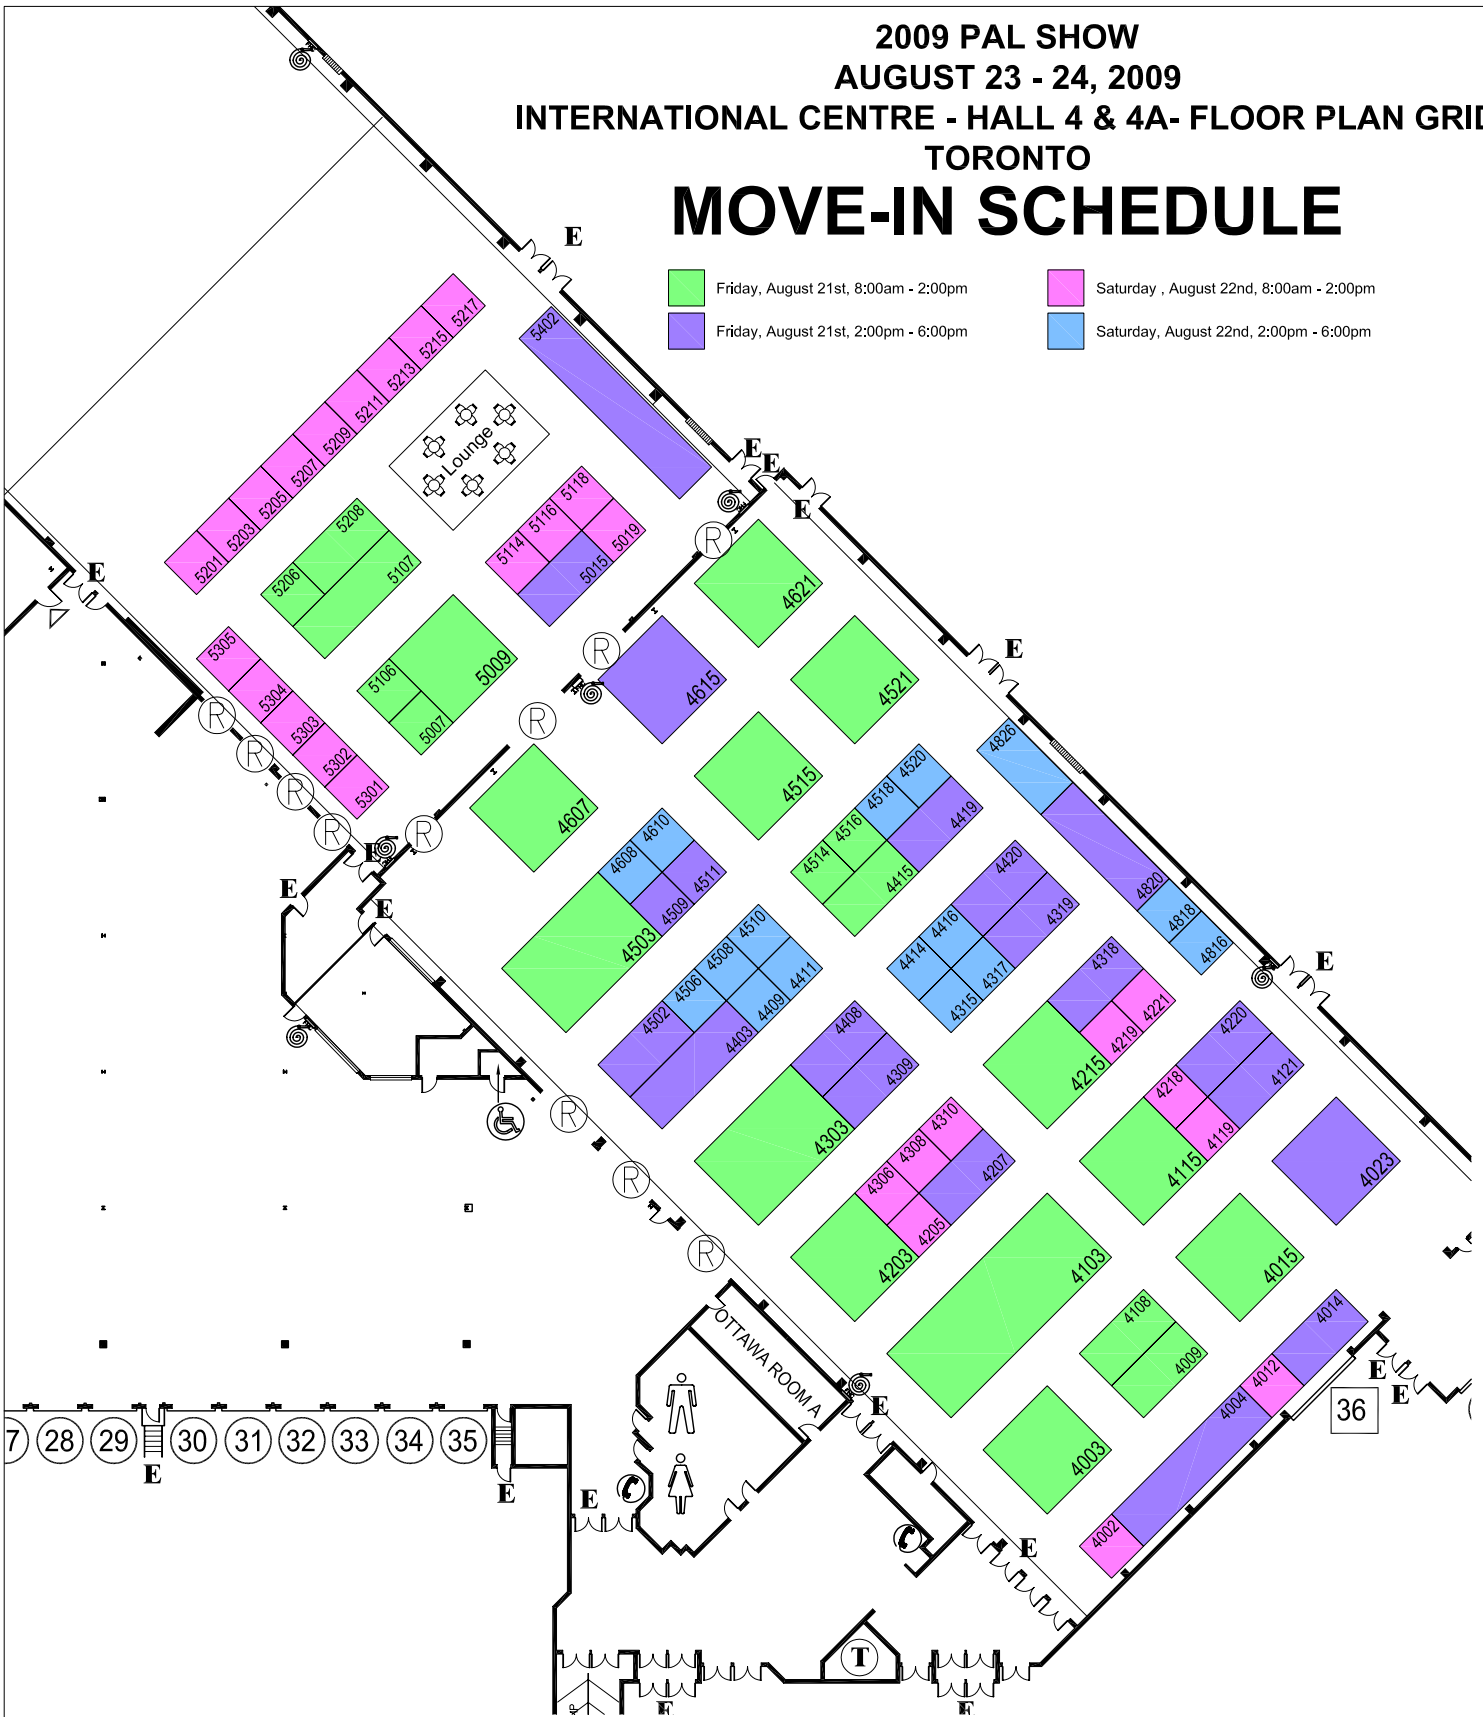 2009 PAL SHOW
AUGUST 23 - 24, 2009
INTERNATIONAL CENTRE - HALL 4 & 4A- FLOOR PLAN GRID
TORONTO
MOVE-IN SCHEDULE
Friday, August 21st, 8:00am - 2:00pm
Saturday , August 22nd, 8:00am - 2:00pm
Friday, August 21st, 2:00pm - 6:00pm
Saturday, August 22nd, 2:00pm - 6:00pm
E
5217
5215
5213
5211
5209
5207
5205
5203
5201
5402
Lounge
E
E
E
E
5118
5116
5114
5019
5015
5208
5206
5107
R
4621
5305
5304
5303
5302
5301
5106
5009
5007
R
4615
4521
E
R
R
R
R
R
R
E
E
E
4607
4515
4826
4820
4818
4816
E
4610
4608
4511
4509
4503
4520
4518
4516
4514
4419
4415
4420
4416
4414
4319
4317
4315
4510
4508
4506
4502
4411
4409
4403
4318
4221
4219
4215
4408
4309
4303
4220
4218
4121
4119
4115
4310
4308
4306
4207
4205
4203
4023
R
R
R
4103
4015
4108
4009
4014
4012
4004
4002
4003
OTTAWA ROOM A
E
E
E
36
7
28
29
30
31
32
33
34
35
E
E
E
E
T
E
E